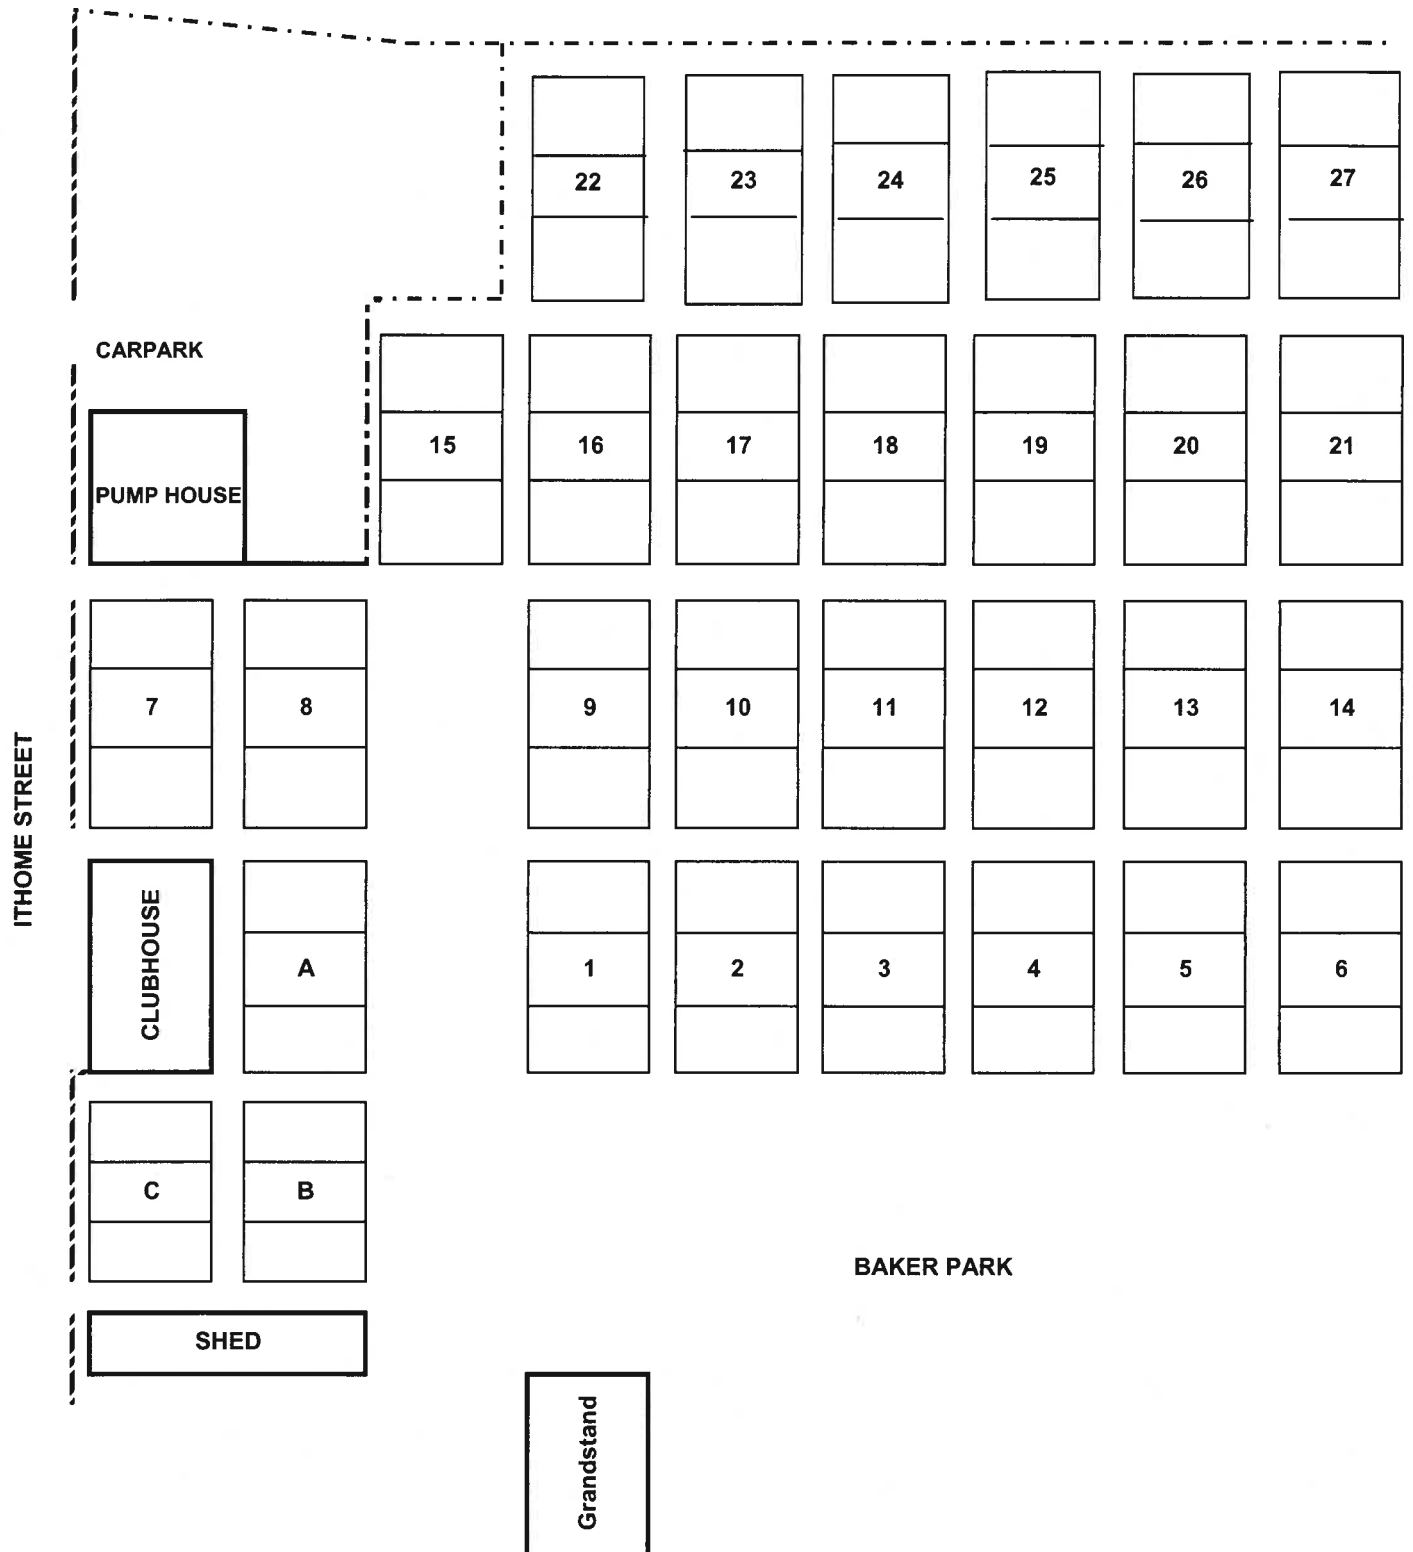 22 23 24 25 26 27
CARPARK
15 16 17 18 19 20 21
PUMP HOUSE
7 8 9 10 11 12 13 14
ITHOME STREET
CLUBHOUSE
A 1 2 3 4 5 6
C B
BAKER PARK
SHED
Grandstand